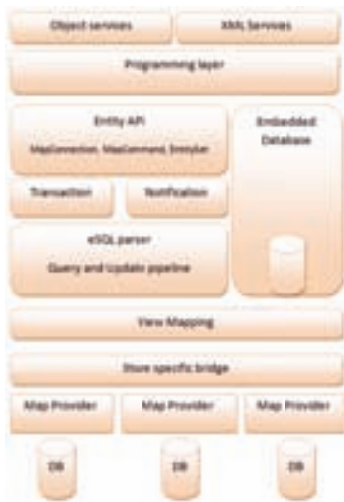 Object services
XML Services
Programming layer
Entity API
MapConnection, MapCommand, EntitySet
Embedded
Database
Transaction
Notification
eSQL parser
Query and Update pipeline
View Mapping
Store specific bridge
Map Provider
Map Provider
Map Provider
DB
DB
DB